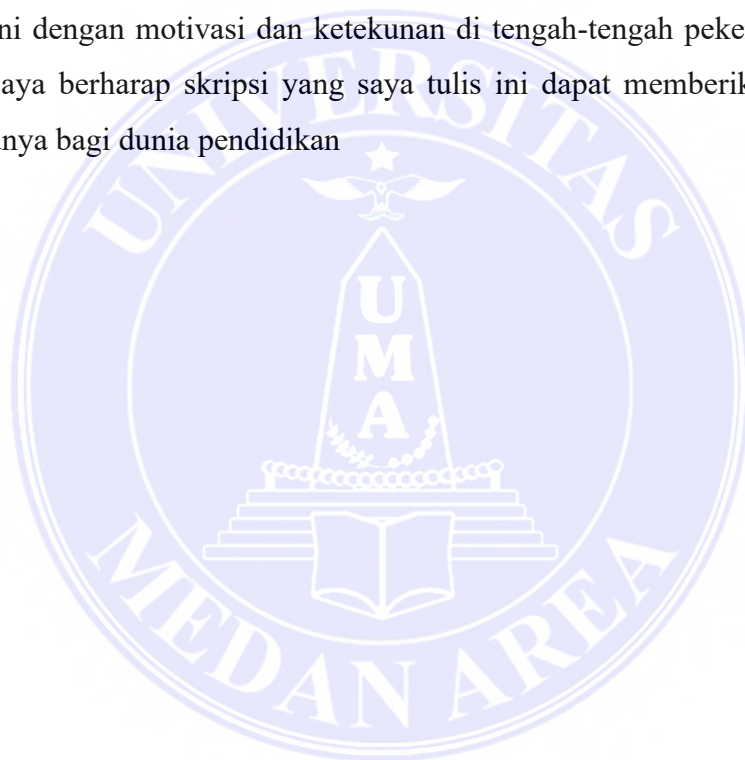 ni dengan motivasi dan ketekunan di tengah-tengah peke
aya berharap skripsi yang saya tulis ini dapat memberik
nya bagi dunia pendidikan
UNIVERSITAS
UMA
MEDAN AREA